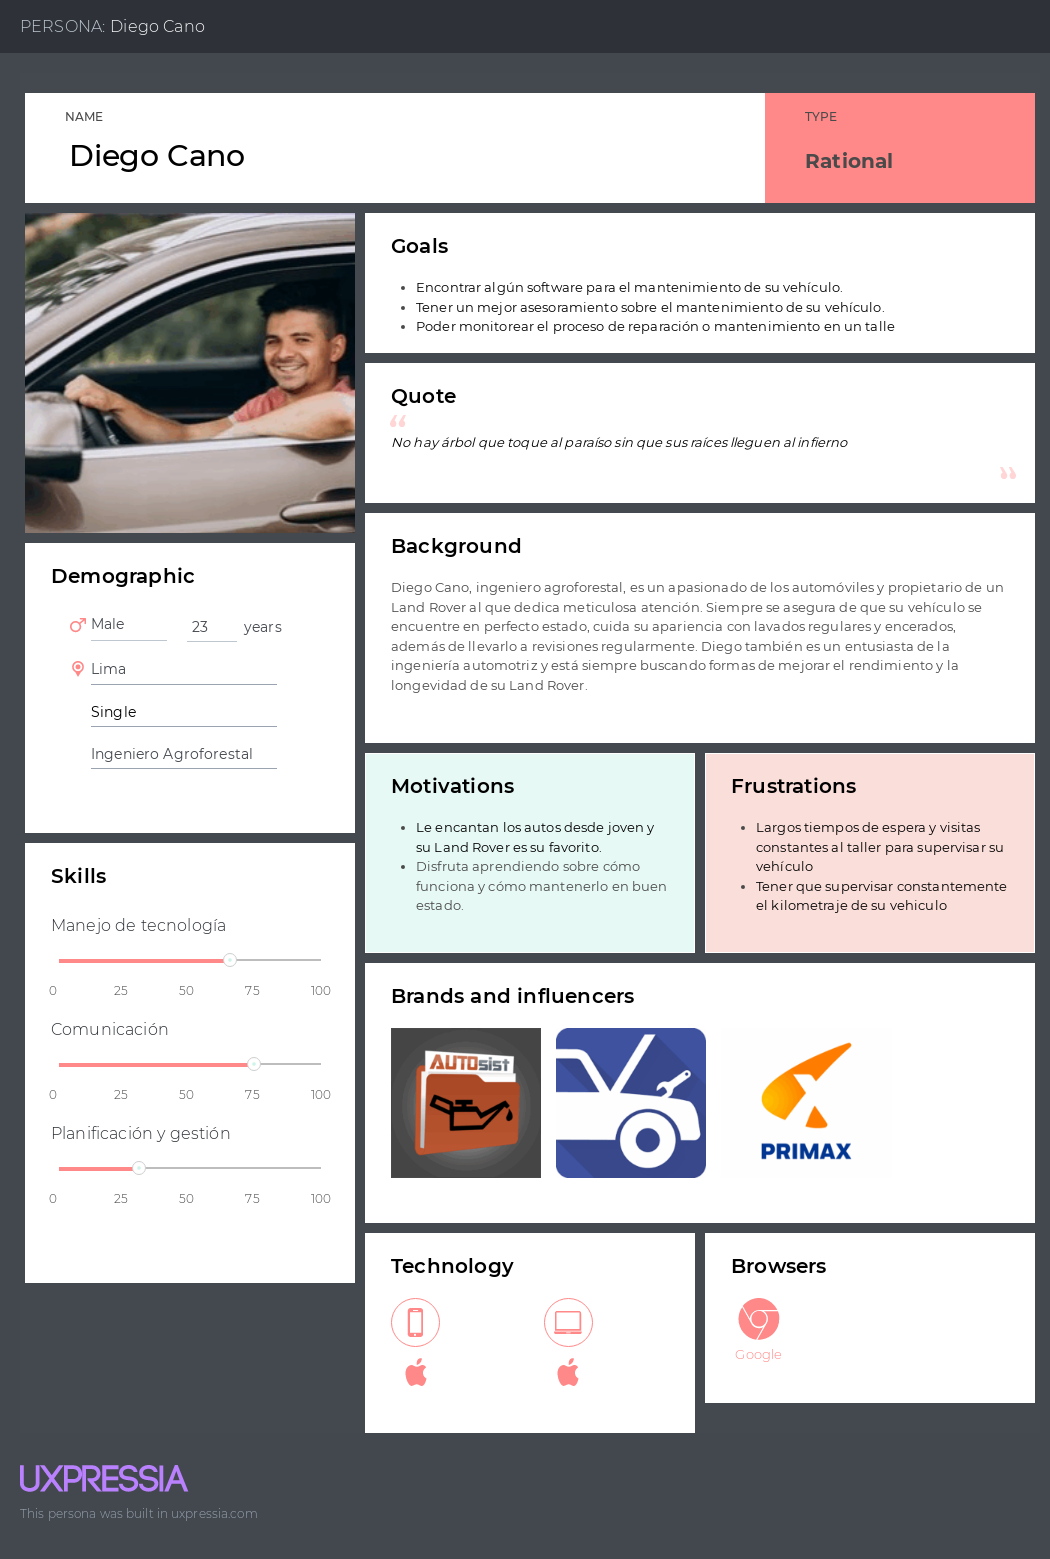 PERSONA: Diego Cano
NAME
Diego Cano
TYPE
Rational
Goals
Encontrar algún software para el mantenimiento de su vehículo.
Tener un mejor asesoramiento sobre el mantenimiento de su vehículo.
Poder monitorear el proceso de reparación o mantenimiento en un talle
Quote
“
No hay árbol que toque al paraíso sin que sus raíces lleguen al infierno
”
Background
Diego Cano, ingeniero agroforestal, es un apasionado de los automóviles y propietario de un
Land Rover al que dedica meticulosa atención. Siempre se asegura de que su vehículo se
encuentre en perfecto estado, cuida su apariencia con lavados regulares y encerados,
además de llevarlo a revisiones regularmente. Diego también es un entusiasta de la
ingeniería automotriz y está siempre buscando formas de mejorar el rendimiento y la
longevidad de su Land Rover.
Demographic
Male
23 years
Lima
Single
Ingeniero Agroforestal
Motivations
Le encantan los autos desde joven y
su Land Rover es su favorito.
Disfruta aprendiendo sobre cómo
funciona y cómo mantenerlo en buen
estado.
Frustrations
Largos tiempos de espera y visitas
constantes al taller para supervisar su
vehículo
Tener que supervisar constantemente
el kilometraje de su vehiculo
Skills
Manejo de tecnología
0 25 50 75 100
Comunicación
0 25 50 75 100
Planificación y gestión
0 25 50 75 100
Brands and influencers
AUTOsist
PRIMAX
Technology
Browsers
Google
UXPRESSIA
This persona was built in uxpressia.com